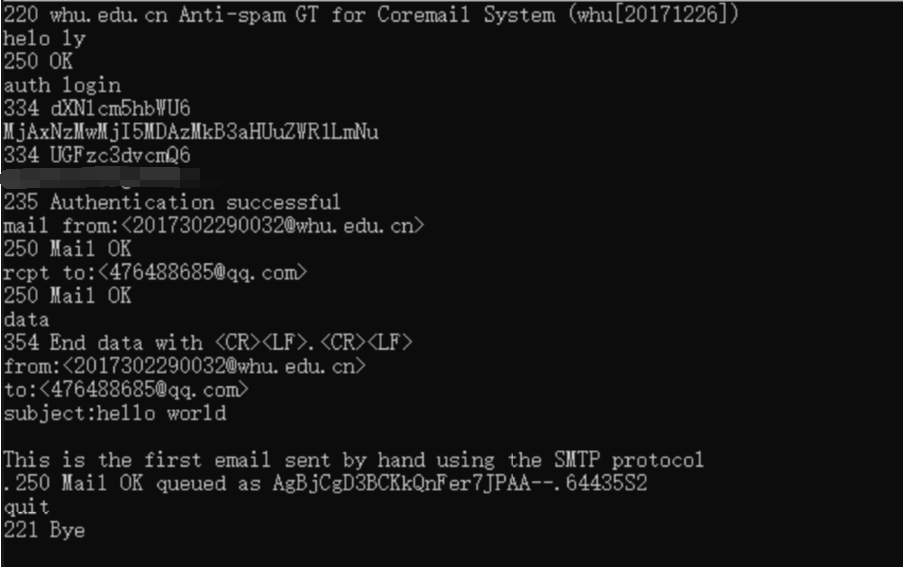 220 whu.edu.cn Anti-spam GT for Coremail System (whu[20171226])
helo ly
250 OK
auth login
334 dXNlcm5hbWU6
MjAxNzMwMjI5MDAzMkB3aHUuZWR1LmNu
334 UGFzc3dvcmQ6
235 Authentication successful
mail from:<2017302290032@whu.edu.cn>
250 Mail OK
rcpt to:<476488685@qq.com>
250 Mail OK
data
354 End data with <CR><LF>.<CR><LF>
from:<2017302290032@whu.edu.cn>
to:<476488685@qq.com>
subject:hello world
This is the first email sent by hand using the SMTP protocol
.250 Mail OK queued as AgBjCgD3BCKkQnFer7JPAA--.64435S2
quit
221 Bye